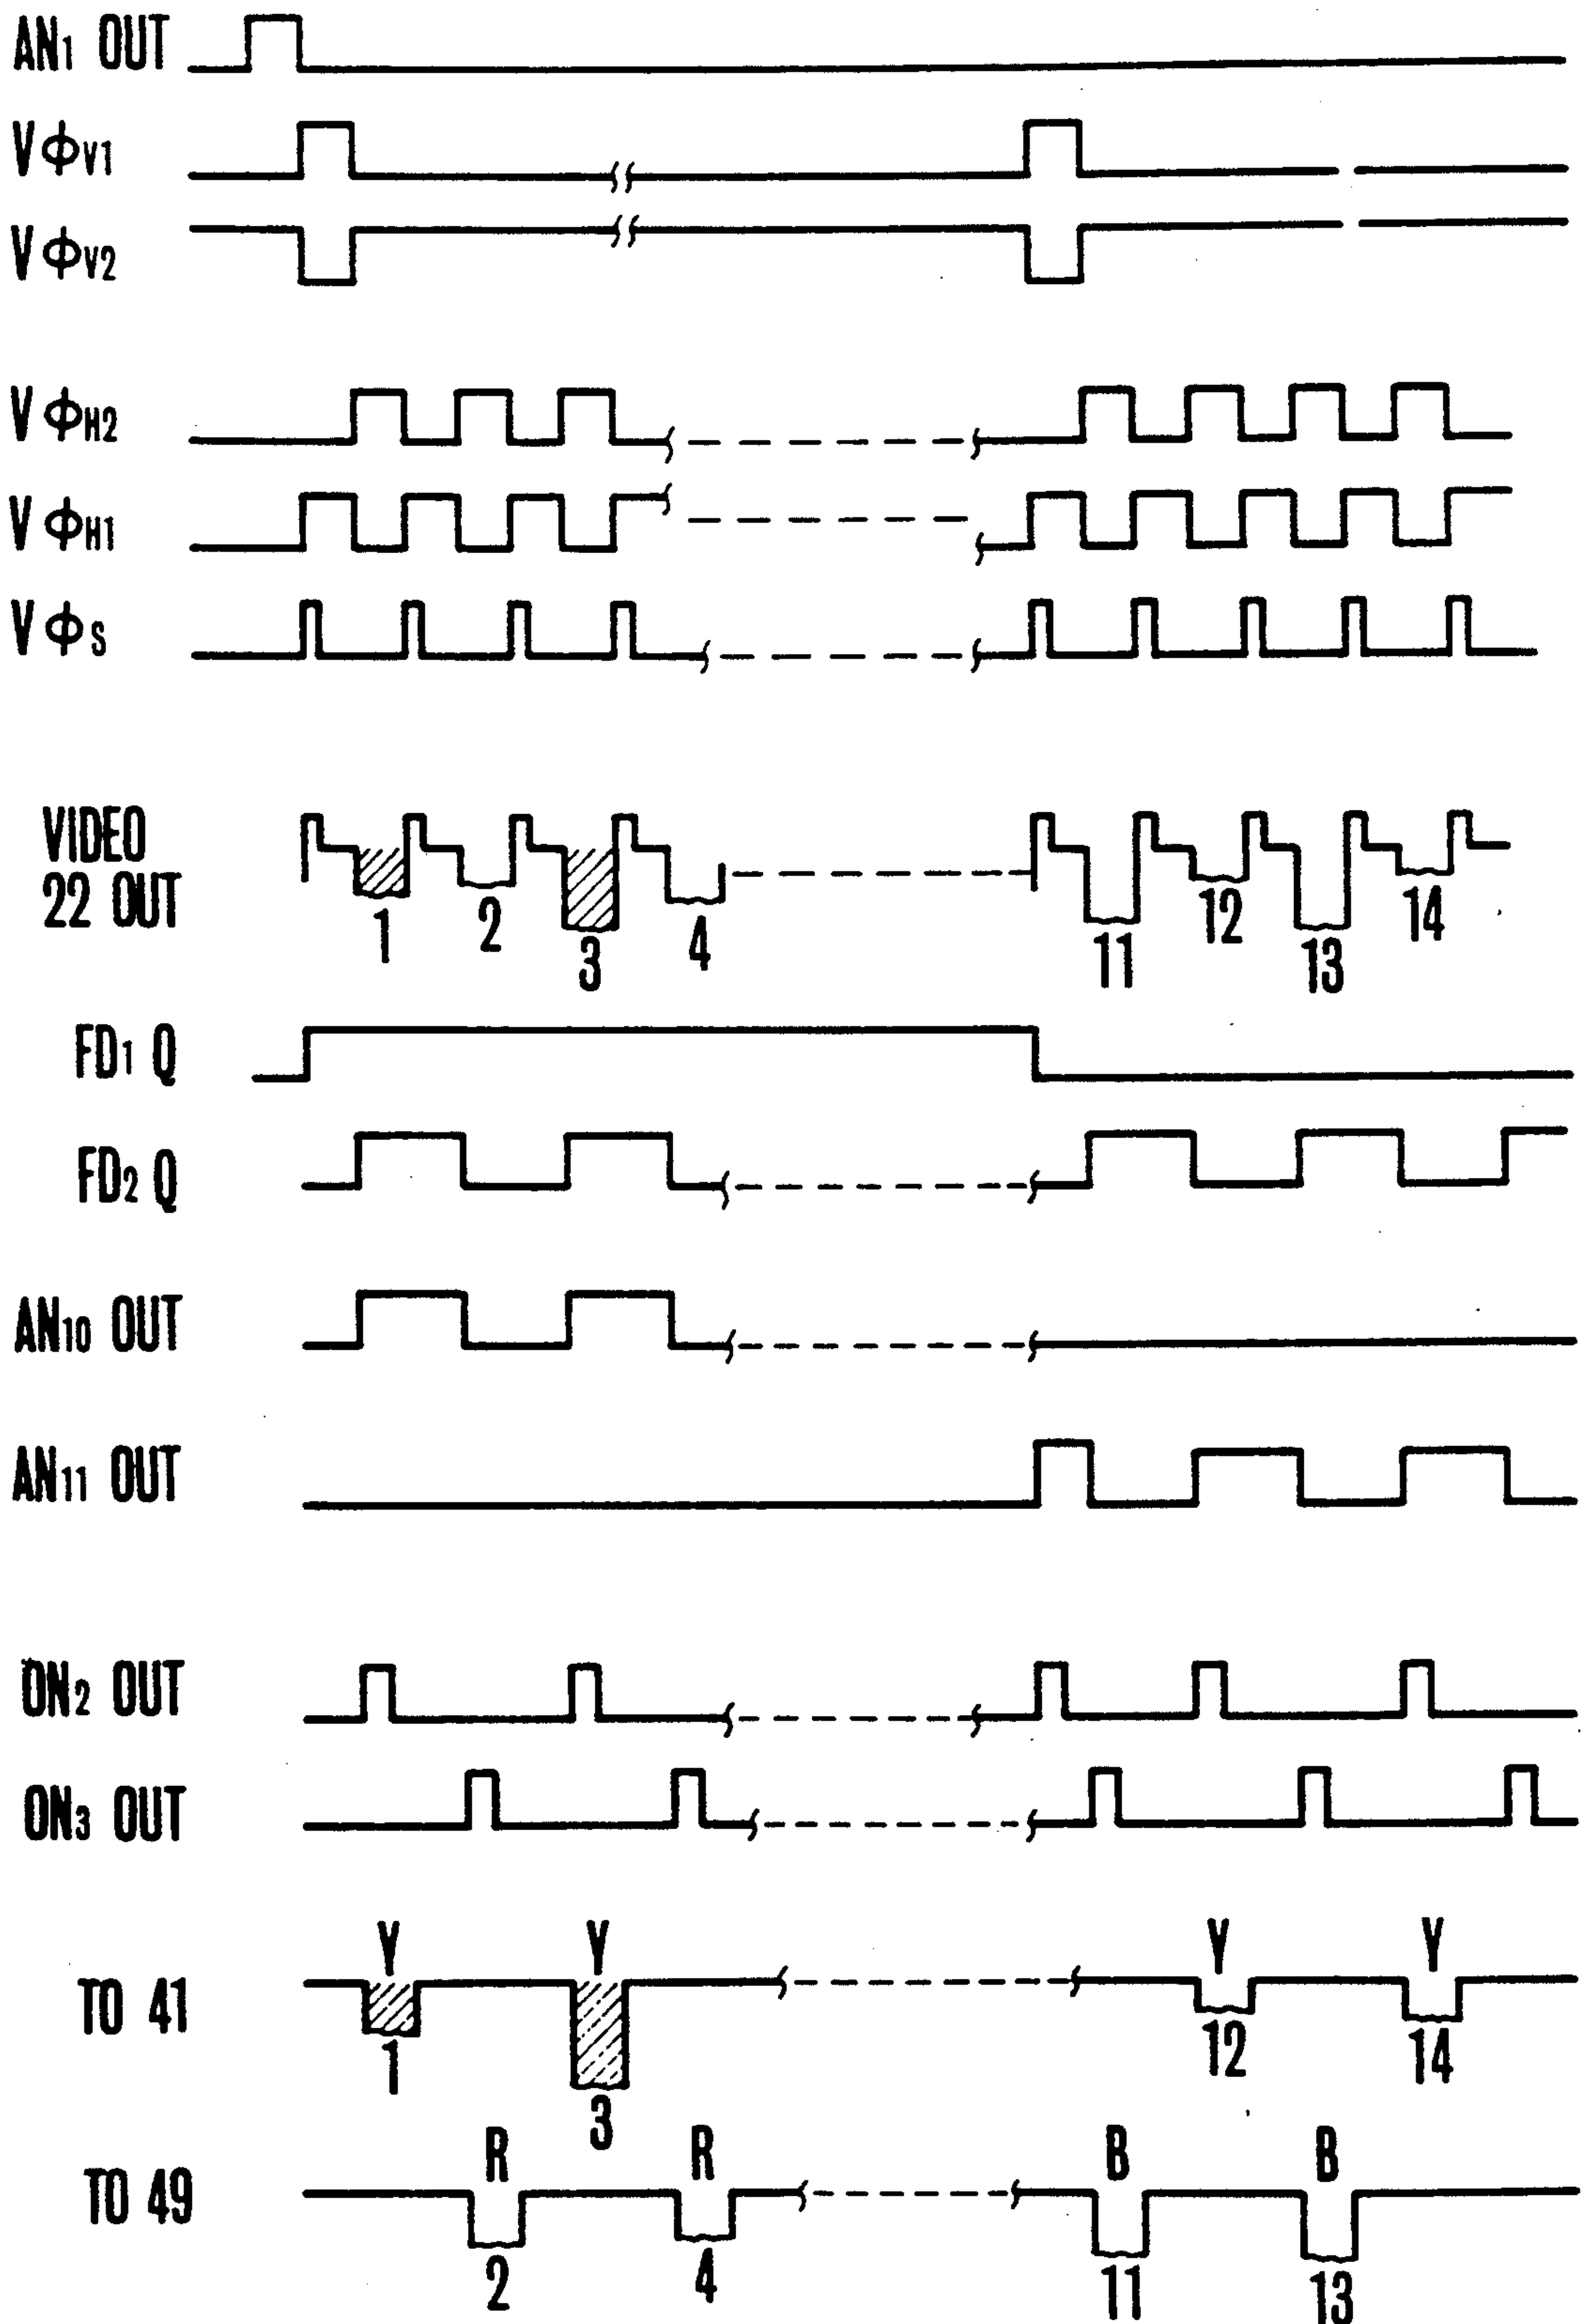 AN1 OUT
VΦV1
VΦV2
VΦH2
VΦH1
VΦS
VIDEO
22 OUT
1 2 3 4 11 12 13 14
FD1 Q
FD2 Q
AN10 OUT
AN11 OUT
ON2 OUT
ON3 OUT
Y Y Y Y
TO 41
1 3 12 14
R R B B
TO 49
2 4 11 13